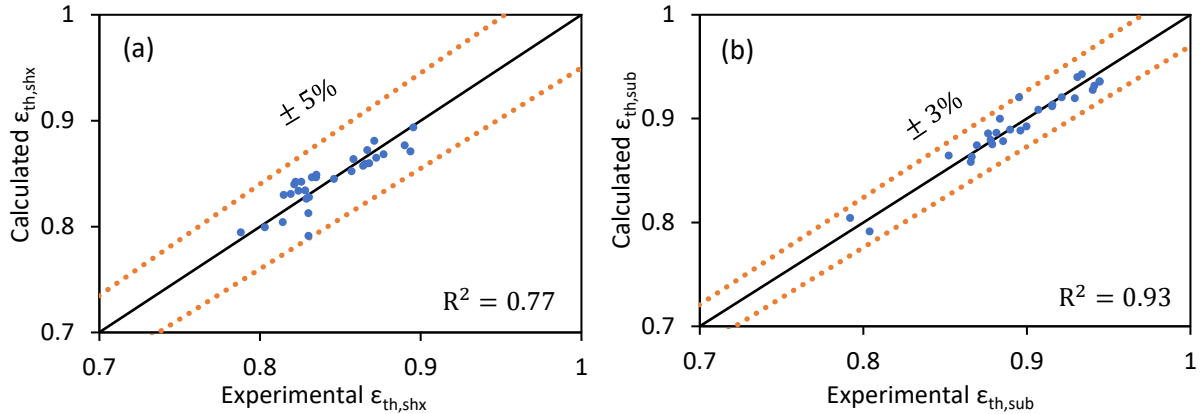 (a)
Calculated ε_th,shx
1
0.9
0.8
0.7
± 5%
R² = 0.77
0.7
0.8
0.9
1
Experimental ε_th,shx
(b)
Calculated ε_th,sub
1
0.9
0.8
0.7
± 3%
R² = 0.93
0.7
0.8
0.9
1
Experimental ε_th,sub